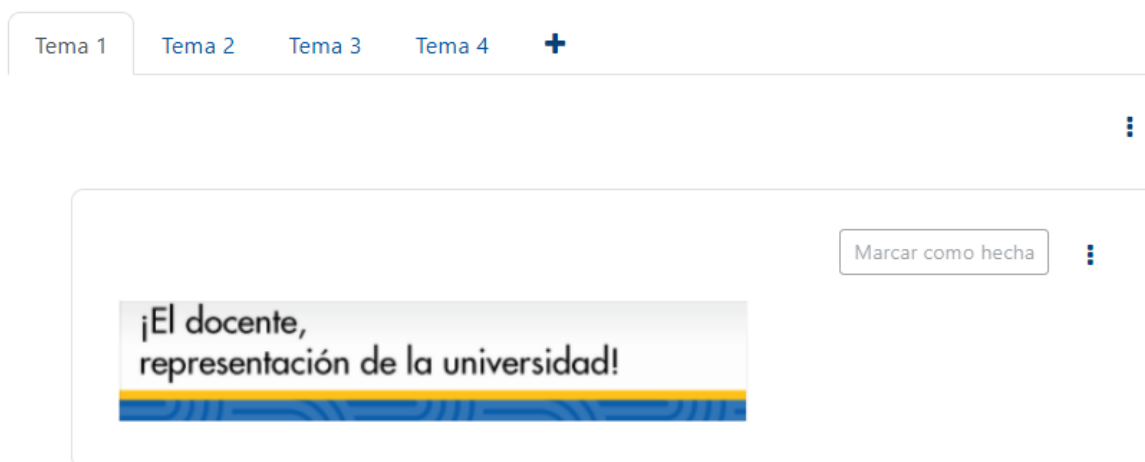 Tema 1 Tema 2 Tema 3 Tema 4
Marcar como hecha
¡El docente,
representación de la universidad!